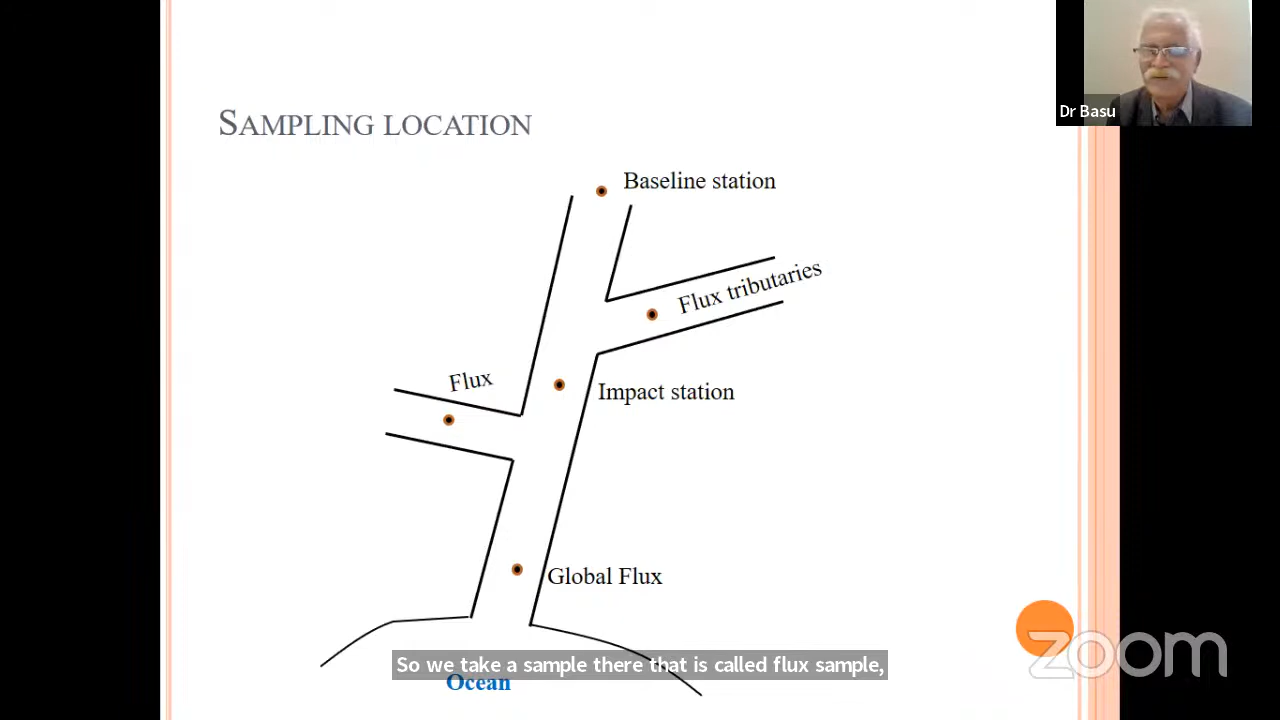 Dr Basu
SAMPLING LOCATION
Baseline station
Flux tributaries
Flux
Impact station
Global Flux
So we take a sample there that is called flux sample,
Ocean
zoom